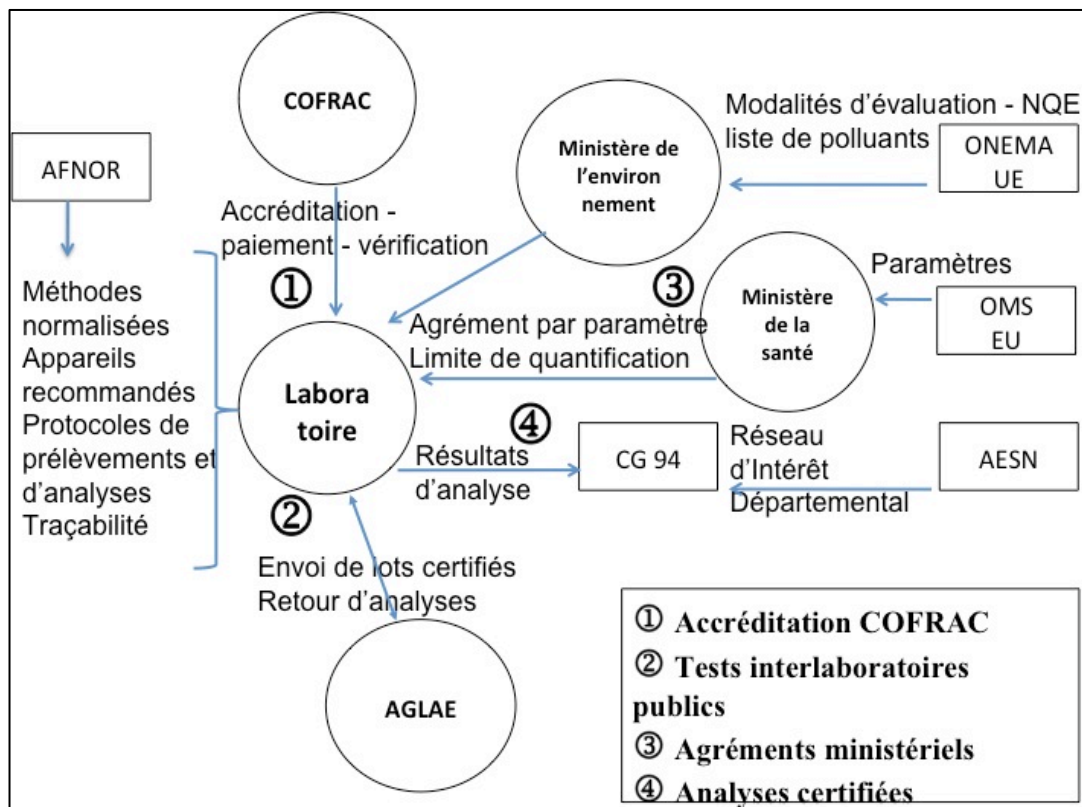 COFRAC
Modalités d'évaluation - NQE
liste de polluants
AFNOR
Ministère de
l'environ
nement
ONEMA
UE
Accréditation -
paiement - vérification
①
Méthodes
normalisées
Appareils
recommandés
Protocoles de
prélèvements et
d'analyses
Traçabilité
③
Paramètres
Ministère
de la
santé
OMS
EU
Agrément par paramètre
Limite de quantification
Labora
toire
④
Résultats
d'analyse
CG 94
Réseau
d'Intérêt
Départemental
AESN
②
Envoi de lots certifiés
Retour d'analyses
AGLAE
① Accréditation COFRAC
② Tests interlaboratoires
publics
③ Agréments ministériels
④ Analyses certifiées